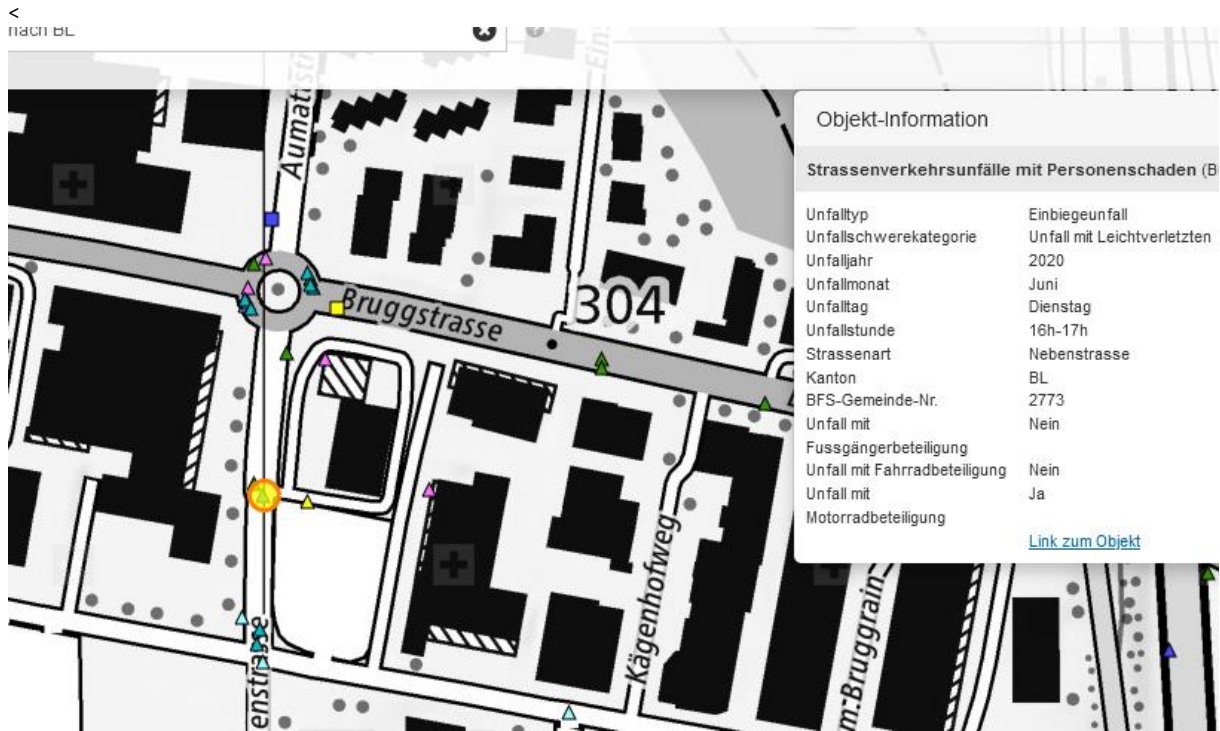 <
nach BL
Objekt-Information
Strassenverkehrsunfälle mit Personenschaden (B
Unfalltyp Einbiegeunfall
Unfallschwerekategorie Unfall mit Leichtverletzten
Unfalljahr 2020
Unfallmonat Juni
Unfalltag Dienstag
Unfallstunde 16h-17h
Strassenart Nebenstrasse
Kanton BL
BFS-Gemeinde-Nr. 2773
Unfall mit Nein
Fussgängerbeteiligung
Unfall mit Fahrradbeteiligung Nein
Unfall mit Ja
Motorradbeteiligung
Link zum Objekt
Aumattstr
Ein
Bruggstrasse
304
Kägenhofweg
m-Bruggrain
enstrasse